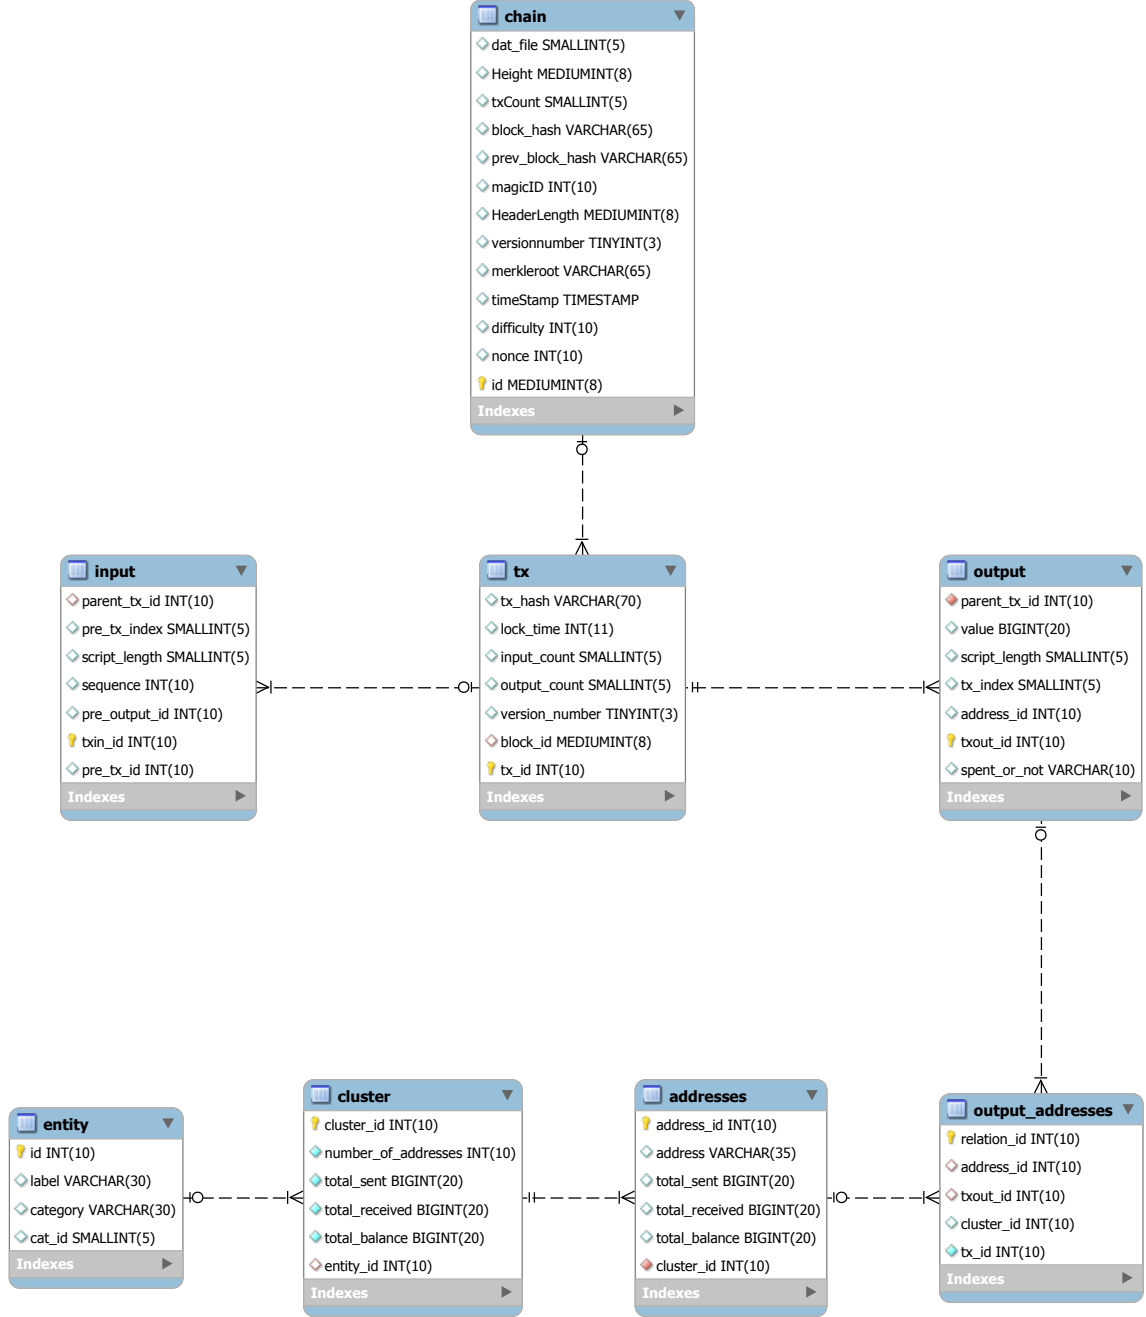 chain
dat_file SMALLINT(5)
Height MEDIUMINT(8)
txCount SMALLINT(5)
block_hash VARCHAR(65)
prev_block_hash VARCHAR(65)
magicID INT(10)
HeaderLength MEDIUMINT(8)
versionnumber TINYINT(3)
merkleroot VARCHAR(65)
timeStamp TIMESTAMP
difficulty INT(10)
nonce INT(10)
id MEDIUMINT(8)
Indexes
input
parent_tx_id INT(10)
pre_tx_index SMALLINT(5)
script_length SMALLINT(5)
sequence INT(10)
pre_output_id INT(10)
txin_id INT(10)
pre_tx_id INT(10)
Indexes
tx
tx_hash VARCHAR(70)
lock_time INT(11)
input_count SMALLINT(5)
output_count SMALLINT(5)
version_number TINYINT(3)
block_id MEDIUMINT(8)
tx_id INT(10)
Indexes
output
parent_tx_id INT(10)
value BIGINT(20)
script_length SMALLINT(5)
tx_index SMALLINT(5)
address_id INT(10)
txout_id INT(10)
spent_or_not VARCHAR(10)
Indexes
entity
id INT(10)
label VARCHAR(30)
category VARCHAR(30)
cat_id SMALLINT(5)
Indexes
cluster
cluster_id INT(10)
number_of_addresses INT(10)
total_sent BIGINT(20)
total_received BIGINT(20)
total_balance BIGINT(20)
entity_id INT(10)
Indexes
addresses
address_id INT(10)
address VARCHAR(35)
total_sent BIGINT(20)
total_received BIGINT(20)
total_balance BIGINT(20)
cluster_id INT(10)
Indexes
output_addresses
relation_id INT(10)
address_id INT(10)
txout_id INT(10)
cluster_id INT(10)
tx_id INT(10)
Indexes